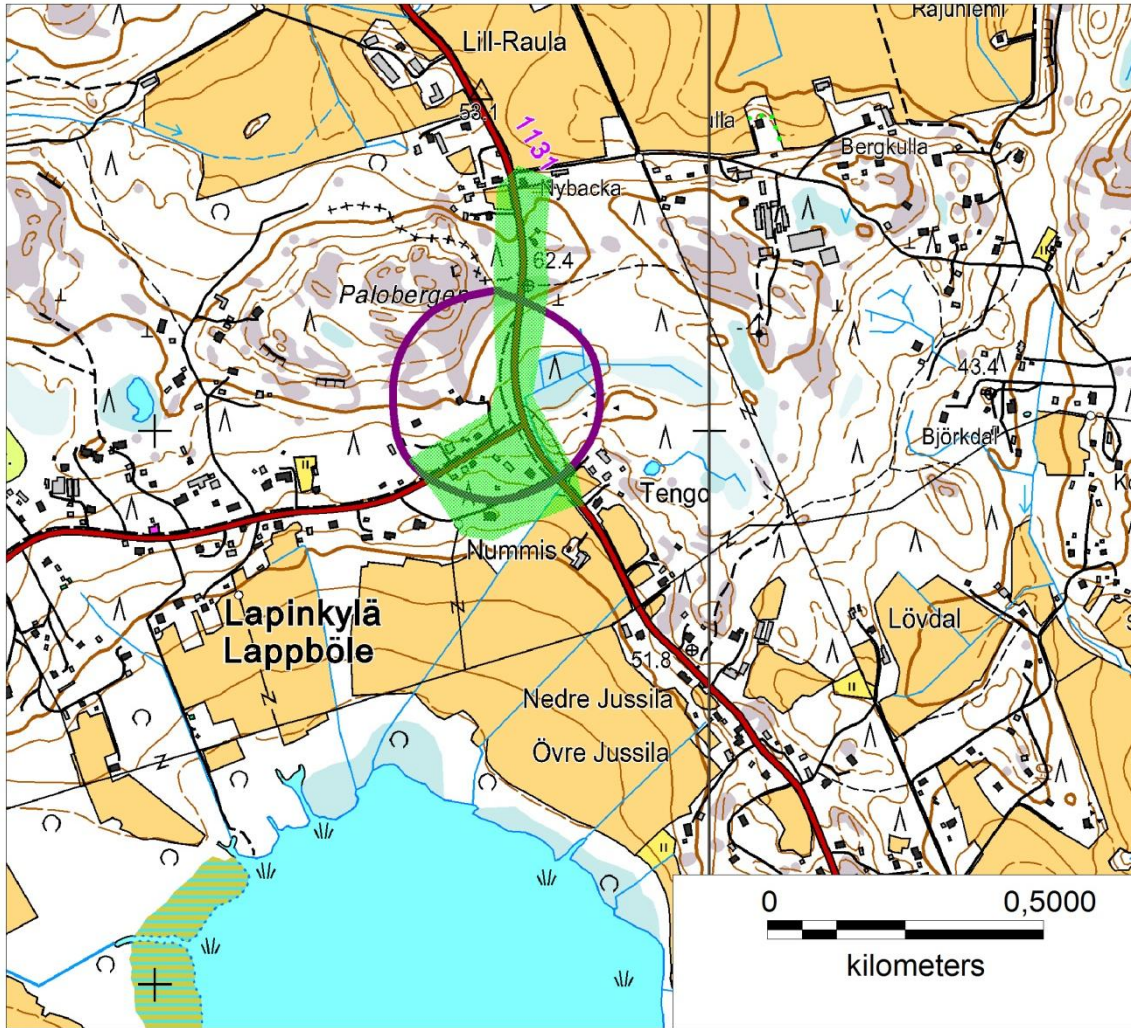 Rajuniemi
Lill-Raula
53.1
1131
ulla
Bergkulla
Nybacka
62.4
Palobergen
43.4
Björkdal
Tengo
Nummis
Lapinkylä
Lappböle
Lövdal
51.8
Nedre Jussila
Övre Jussila
0 0,5000
kilometers